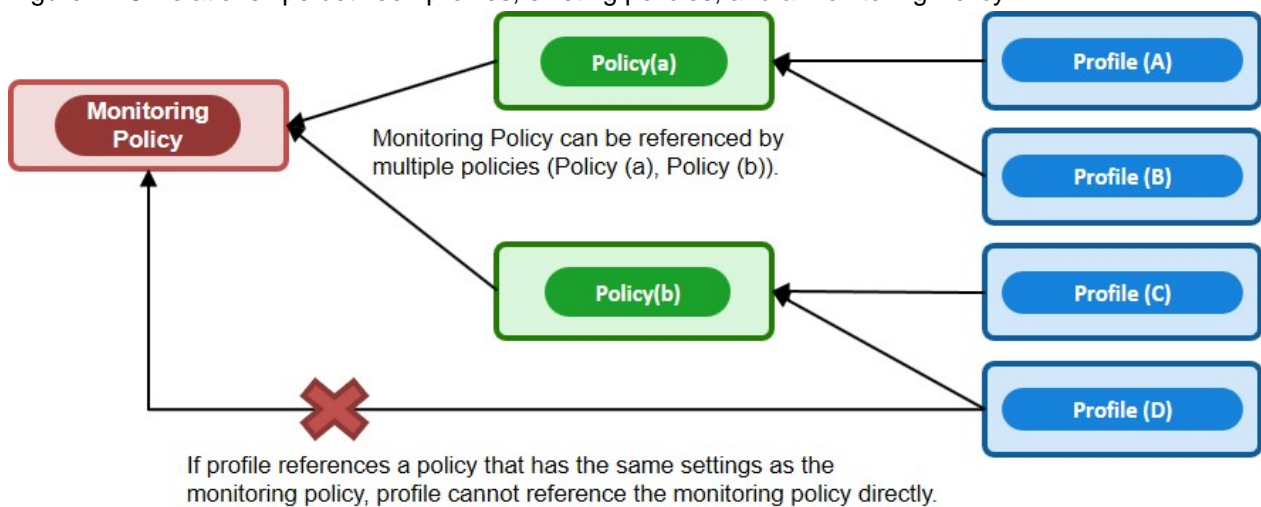 Policy(a)
Profile (A)
Monitoring
Policy
Monitoring Policy can be referenced by
multiple policies (Policy (a), Policy (b)).
Profile (B)
Policy(b)
Profile (C)
Profile (D)
If profile references a policy that has the same settings as the
monitoring policy, profile cannot reference the monitoring policy directly.